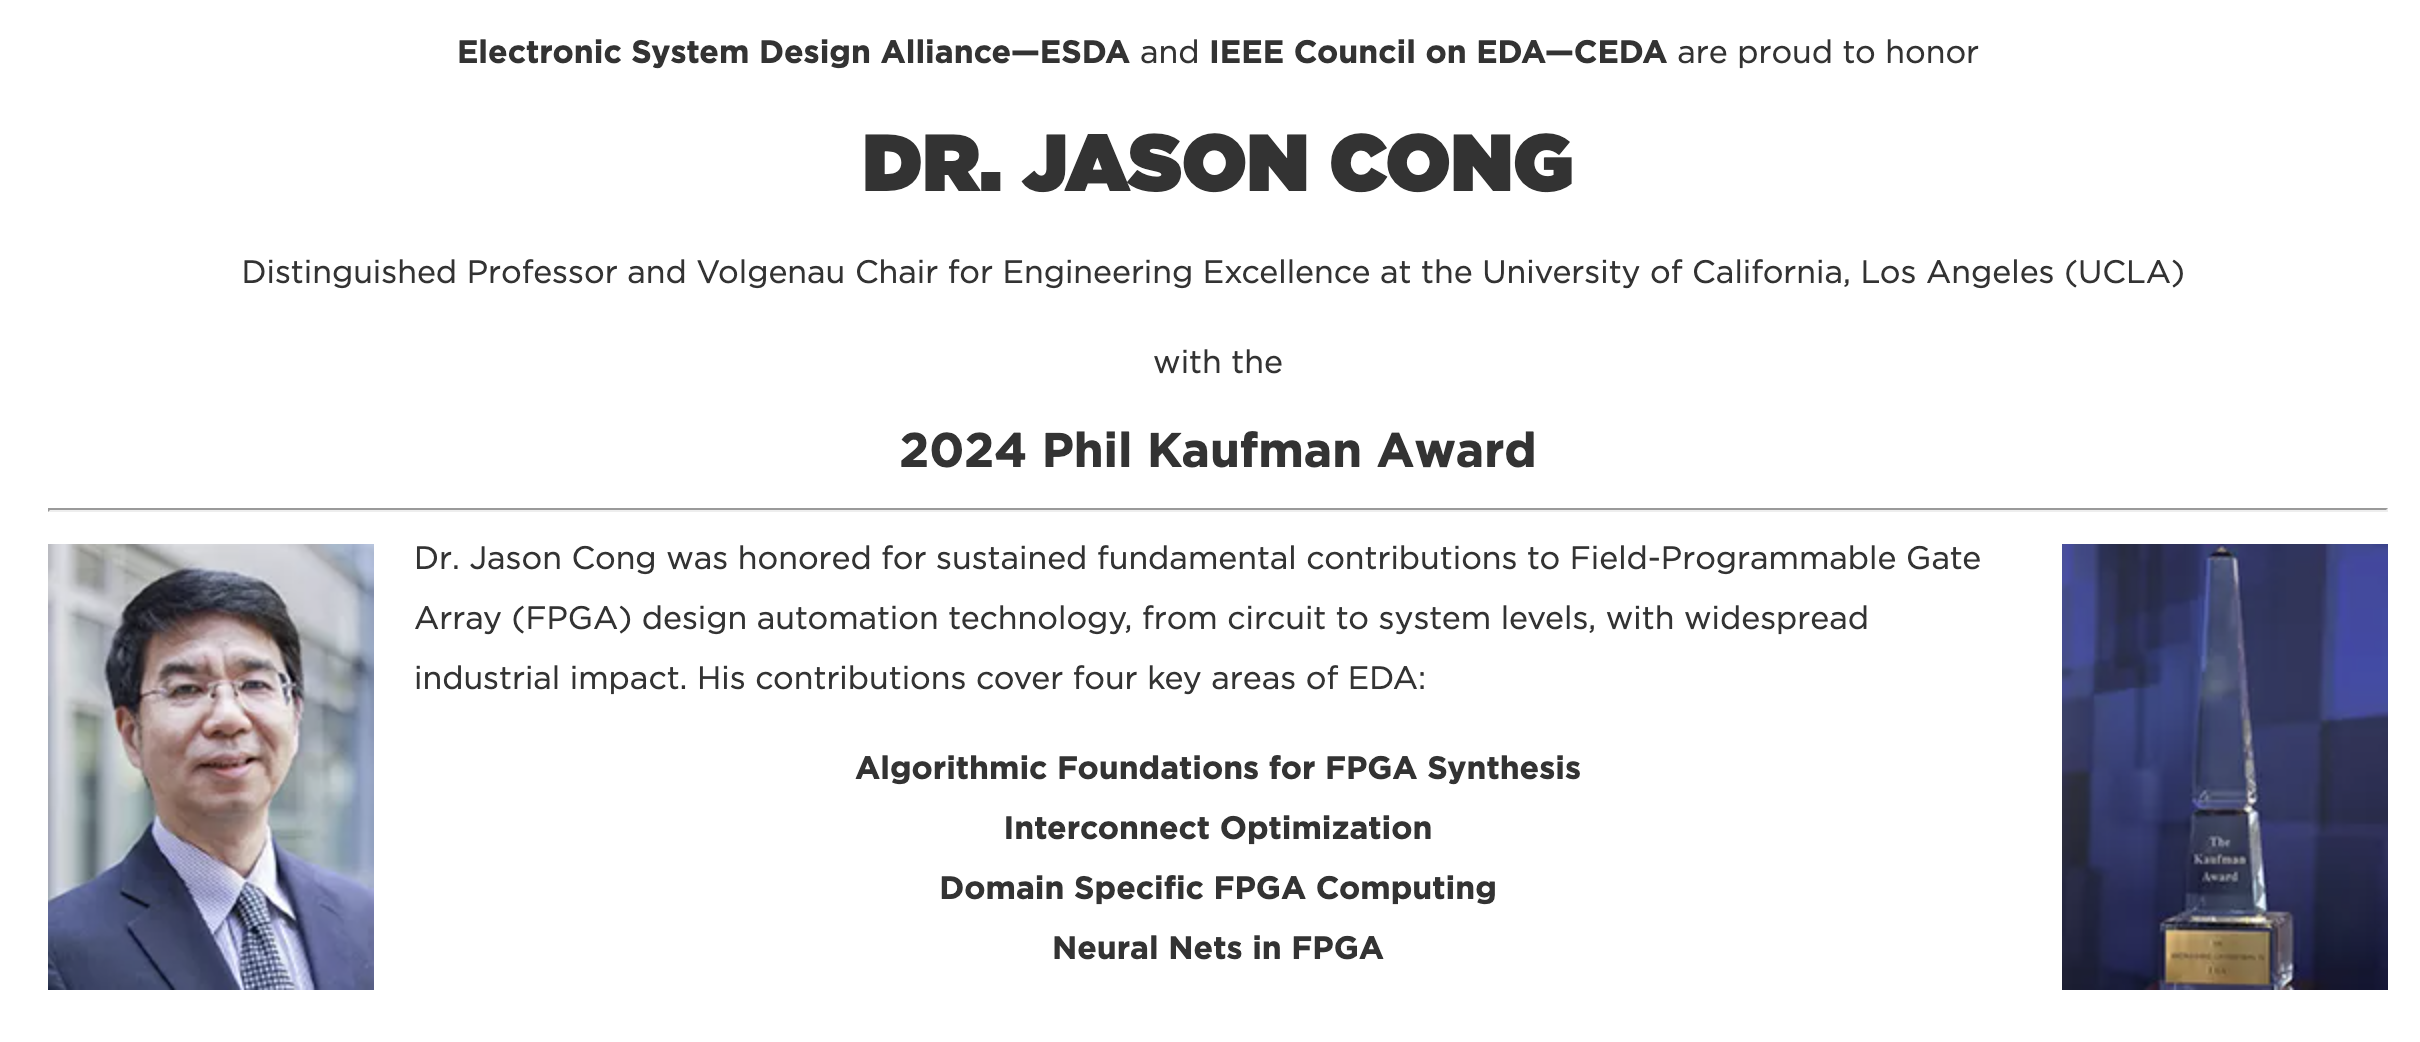 Electronic System Design Alliance—ESDA and IEEE Council on EDA—CEDA are proud to honor
DR. JASON CONG
Distinguished Professor and Volgenau Chair for Engineering Excellence at the University of California, Los Angeles (UCLA)
with the
2024 Phil Kaufman Award
Dr. Jason Cong was honored for sustained fundamental contributions to Field-Programmable Gate
Array (FPGA) design automation technology, from circuit to system levels, with widespread
industrial impact. His contributions cover four key areas of EDA:
Algorithmic Foundations for FPGA Synthesis
Interconnect Optimization
Domain Specific FPGA Computing
Neural Nets in FPGA
The
Kaufman
Award